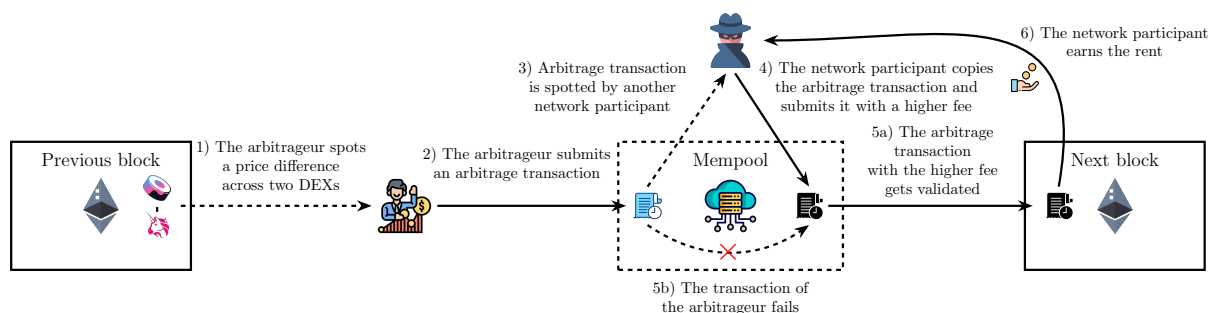 Previous block
1) The arbitrageur spots
a price difference
across two DEXs
2) The arbitrageur submits
an arbitrage transaction
3) Arbitrage transaction
is spotted by another
network participant
4) The network participant copies
the arbitrage transaction and
submits it with a higher fee
Mempool
5a) The arbitrage
transaction
with the higher fee
gets validated
5b) The transaction of
the arbitrageur fails
6) The network participant
earns the rent
Next block